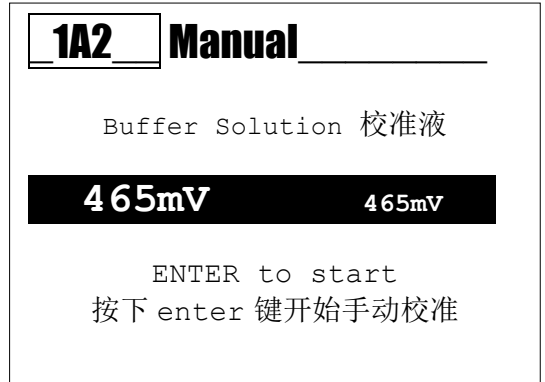 _1A2__ Manual__________
Buffer Solution 校准液
465mV 465mV
ENTER to start
按下 enter 键开始手动校准